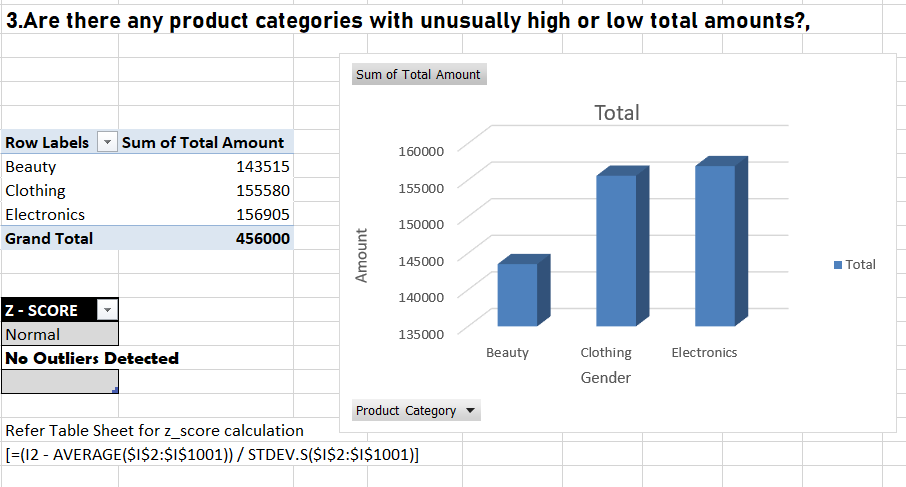 3.Are there any product categories with unusually high or low total amounts?,
Row Labels Sum of Total Amount
Beauty 143515
Clothing 155580
Electronics 156905
Grand Total 456000
Z - SCORE
Normal
No Outliers Detected
Refer Table Sheet for z_score calculation
[=(I2 - AVERAGE($I$2:$I$1001)) / STDEV.S($I$2:$I$1001)]
Sum of Total Amount
Total
160000
155000
150000
145000
140000
135000
Amount
Beauty Clothing Electronics
Gender
Total
Product Category